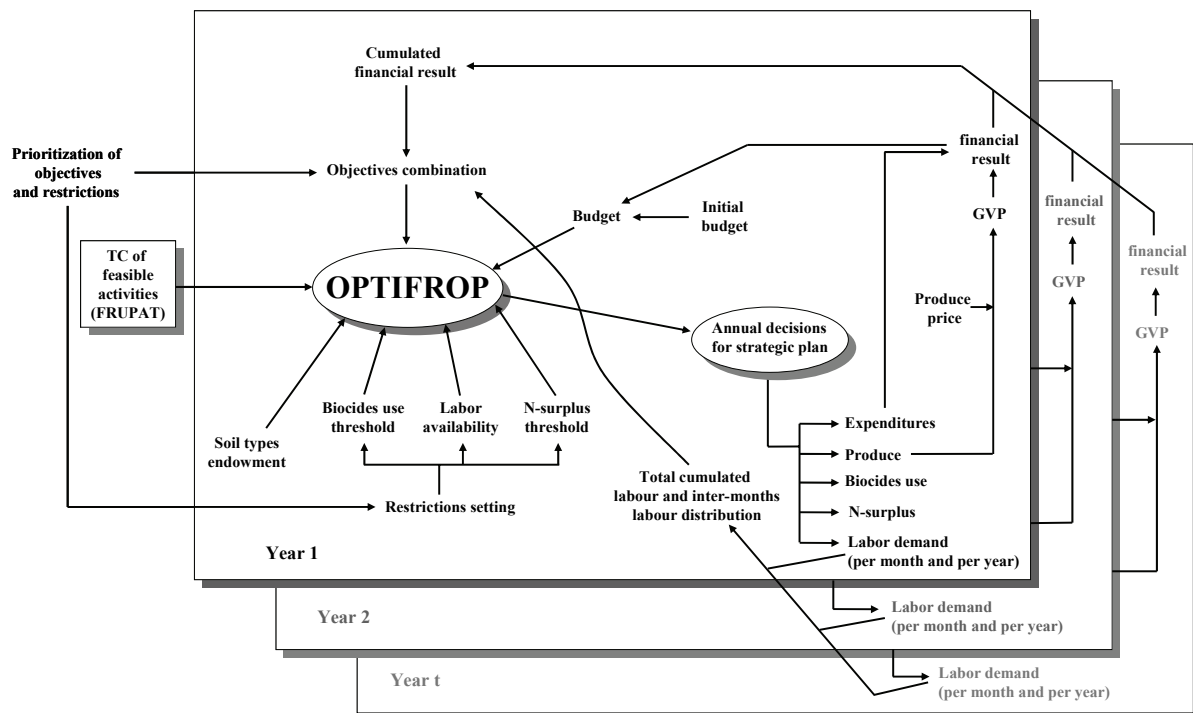 Cumulated
financial result
Prioritization of
objectives
and restrictions
Objectives combination
financial
result
Budget
Initial
budget
GVP
financial
result
financial
result
TC of
feasible
activities
(FRUPAT)
OPTIFROP
Produce
price
GVP
GVP
Annual decisions
for strategic plan
Biocides use
threshold
Labor
availability
N-surplus
threshold
Soil types
endowment
Expenditures
Produce
Biocides use
N-surplus
Labor demand
(per month and per year)
Total cumulated
labour and inter-months
labour distribution
Restrictions setting
Year 1
Year 2
Labor demand
(per month and per year)
Year t
Labor demand
(per month and per year)